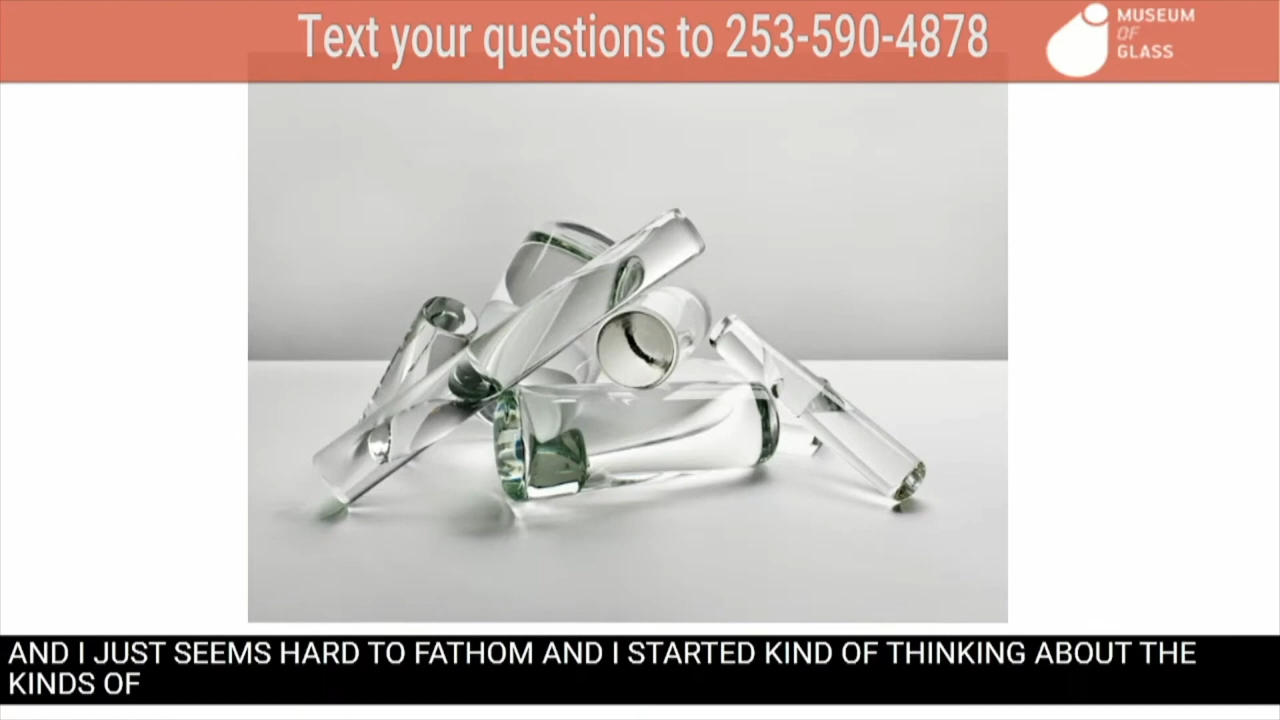 Text your questions to 253-590-4878
MUSEUM
OF
GLASS
AND I JUST SEEMS HARD TO FATHOM AND I STARTED KIND OF THINKING ABOUT THE
KINDS OF